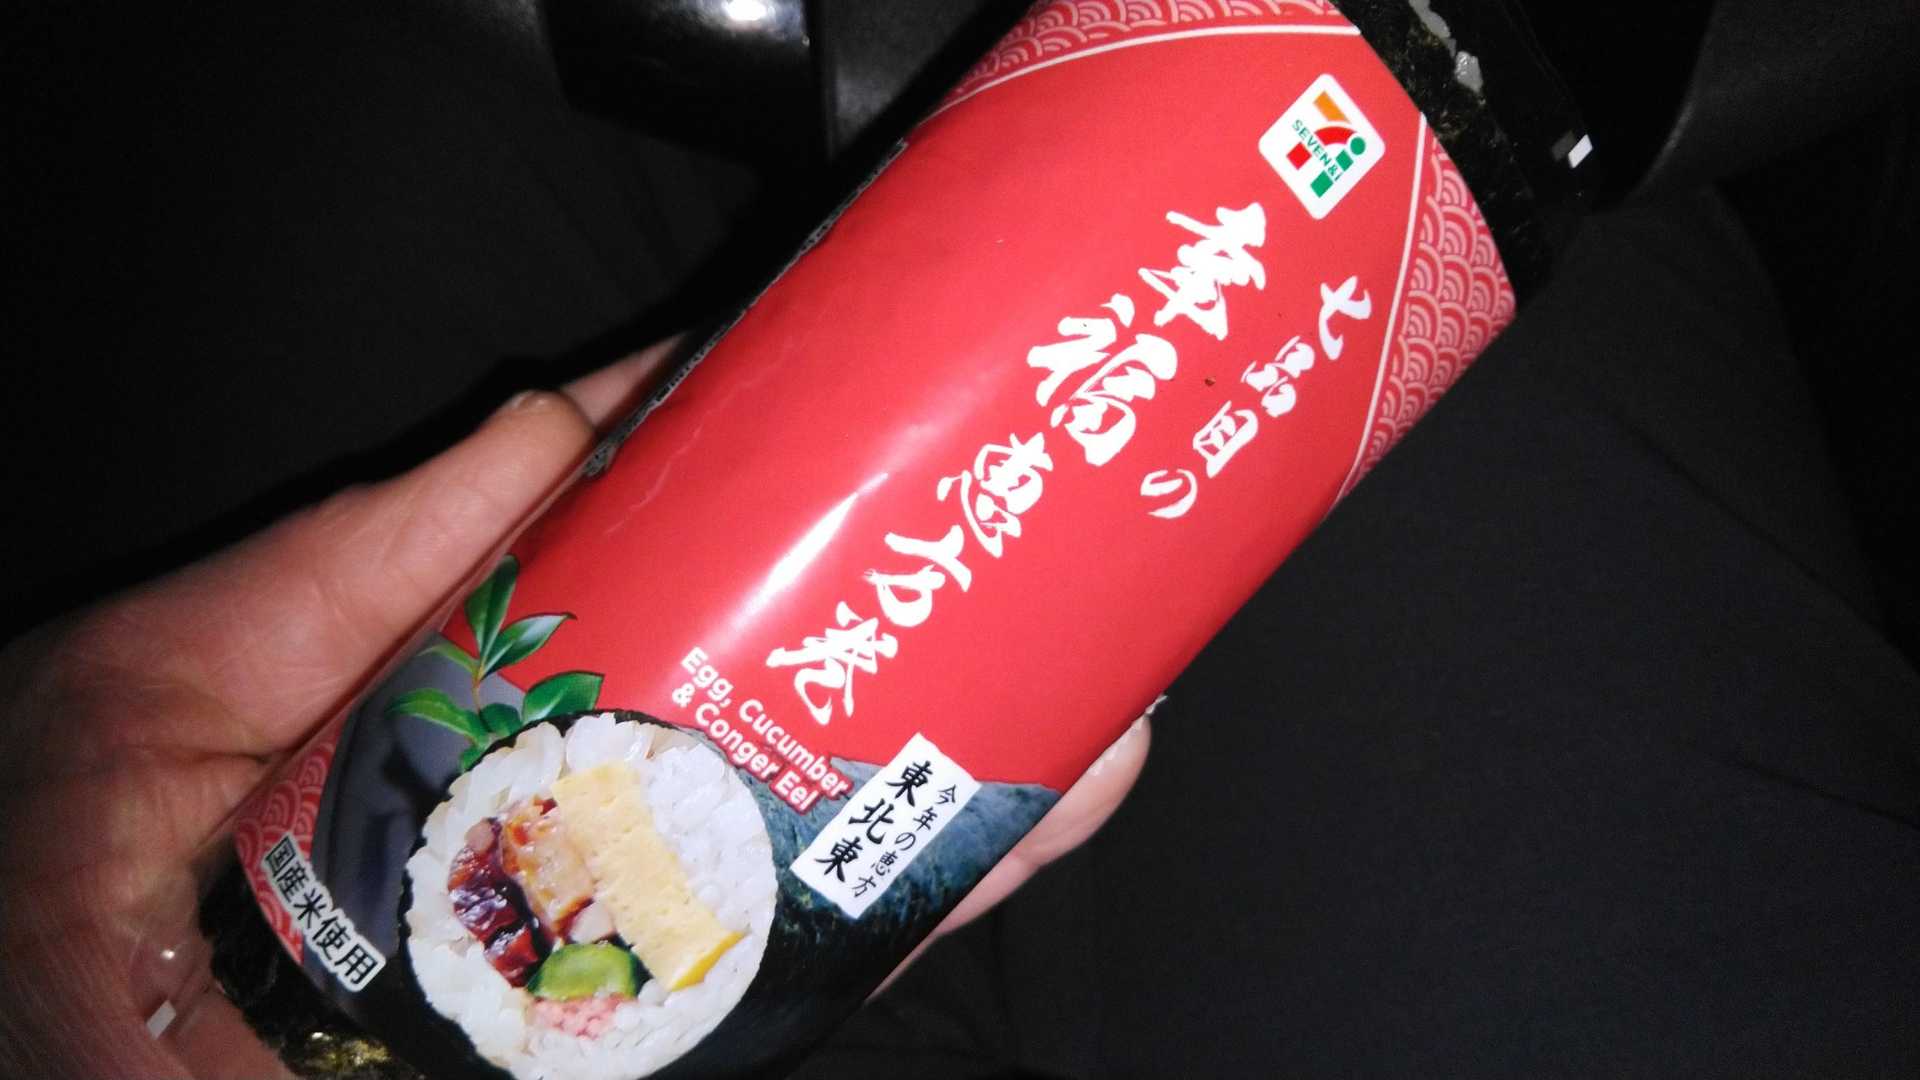 SEVEN&i
七品目の
幸福恵方巻
Egg, Cucumber
& Conger Eel
今年の恵方
東北東
国産米使用